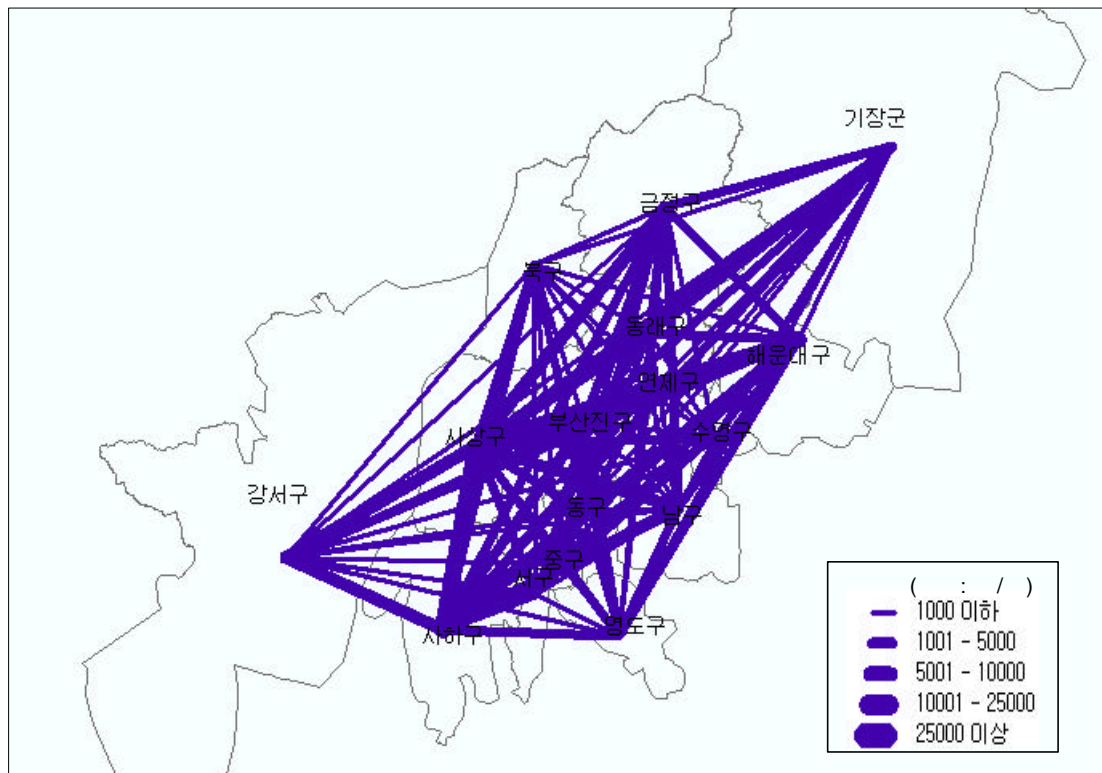 기장군
금정구
북구
동래구
해운대구
연제구
부산진구
수영구
사상구
강서구
동구
남구
중구
서구
영도구
사하구
( : / )
1000 이하
1001 - 5000
5001 - 10000
10001 - 25000
25000 이상